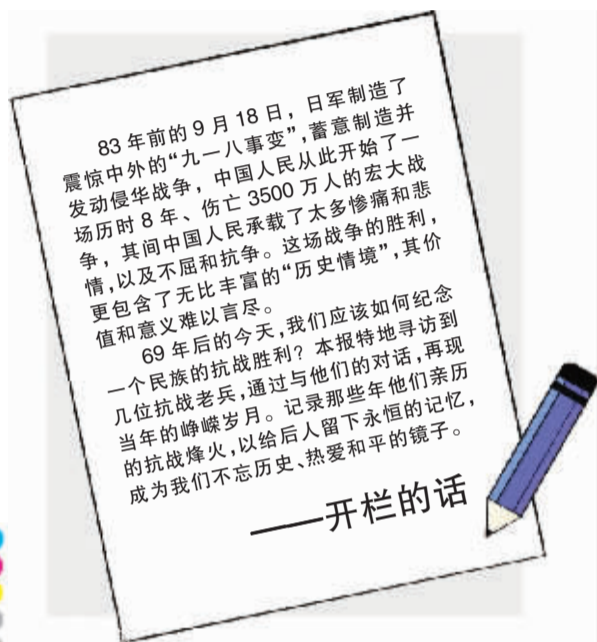 83 年前的 9 月 18 日，日军制造了
震惊中外的“九一八事变”，蓄意制造并
发动侵华战争，中国人民从此开始了一
场历时 8 年、伤亡 3500 万人的宏大战
争，其间中国人民承载了太多惨痛和悲
情，以及不屈和抗争。这场战争的胜利，
更包含了无比丰富的“历史情境”，其价
值和意义难以言尽。
69 年后的今天，我们应该如何纪念
一个民族的抗战胜利？本报特地寻访到
几位抗战老兵，通过与他们的对话，再现
当年的峥嵘岁月。记录那些年他们亲历
的抗战烽火，以给后人留下永恒的记忆，
成为我们不忘历史、热爱和平的镜子。
——开栏的话